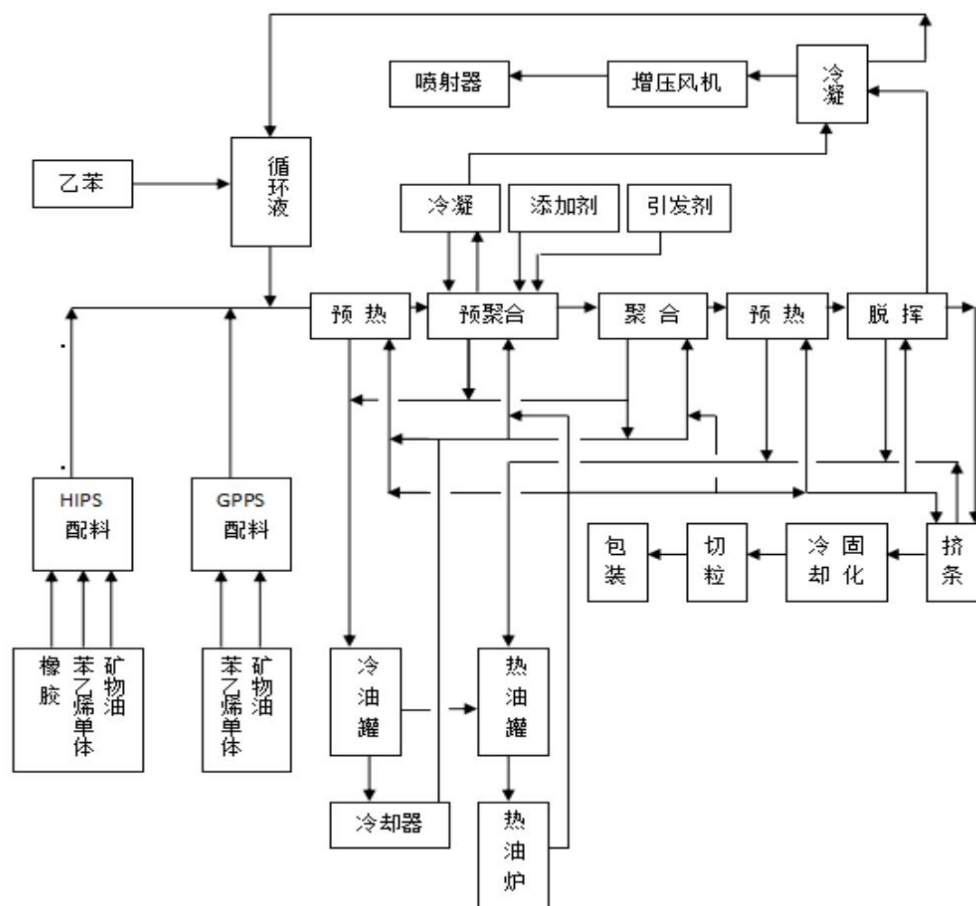 喷射器
增压风机
冷凝
乙苯
循环液
冷凝
添加剂
引发剂
预热
预聚合
聚合
预热
脱挥
HIPS
配料
GPPS
配料
包装
切粒
冷却
固化
挤条
橡胶
苯乙烯单体
矿物油
苯乙烯单体
矿物油
冷油罐
热油罐
冷却器
热油炉